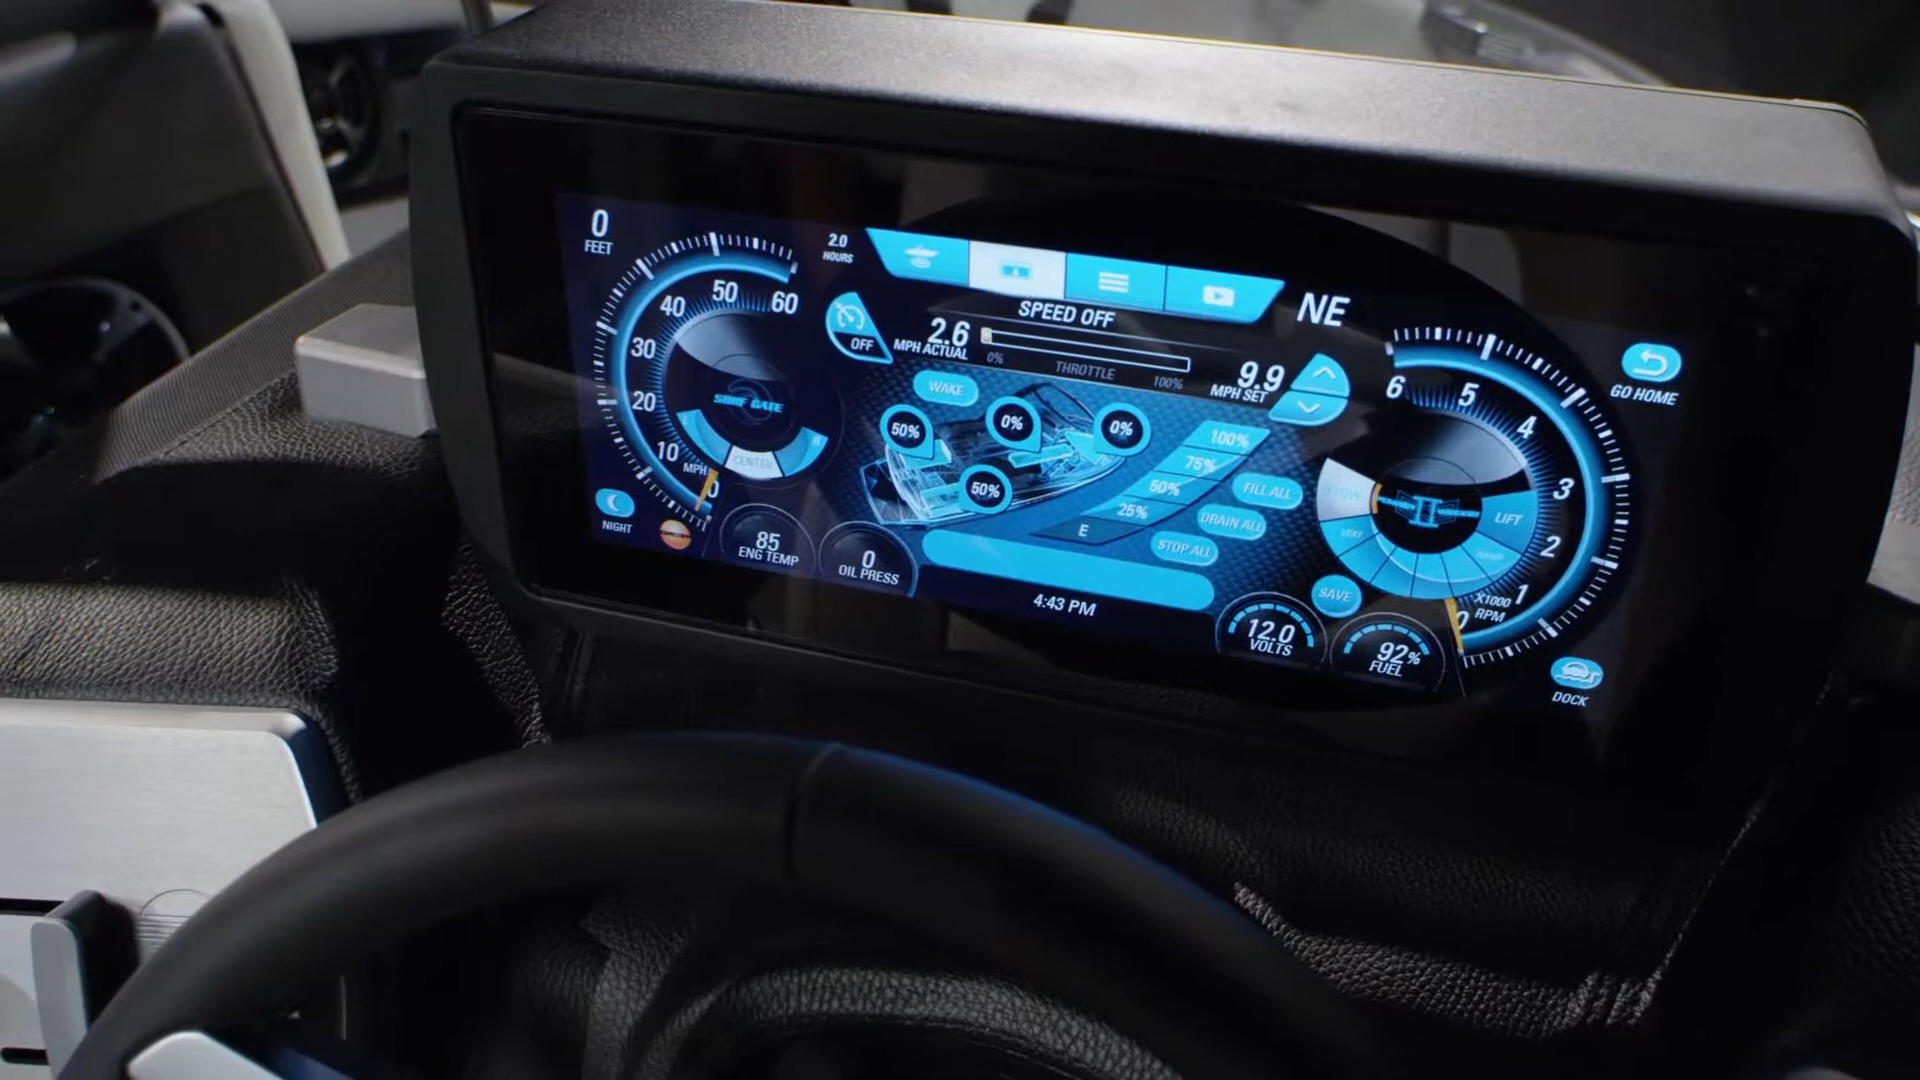 0
FEET
2.0
HOURS
NE
GO HOME
SPEED OFF
OFF
2.6
MPH ACTUAL
0%
THROTTLE
100%
9.9
MPH SET
WAKE
50%
0%
0%
50%
100%
75%
50%
25%
E
FILL ALL
DRAIN ALL
STOP ALL
60
50
40
30
20
10
0
MPH
SURF GATE
CENTER
R
NIGHT
85
ENG TEMP
0
OIL PRESS
4:43 PM
SAVE
12.0
VOLTS
92%
FUEL
6
5
4
3
2
1
0
X1000
RPM
LIFT
DOCK